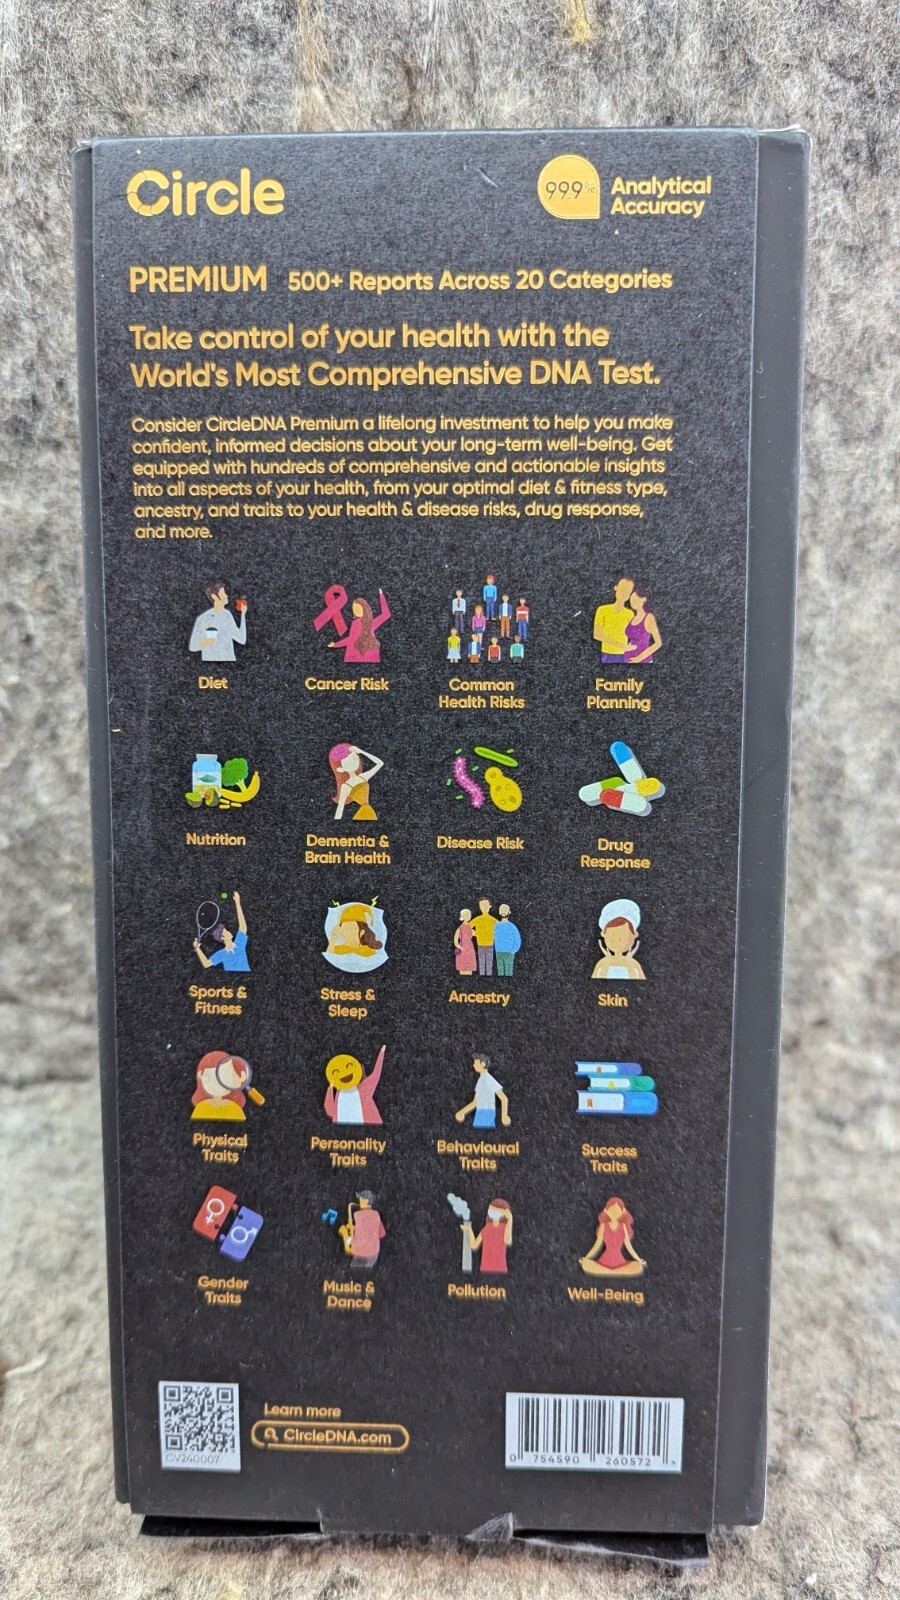 Circle
99.9% Analytical
Accuracy
PREMIUM 500+ Reports Across 20 Categories
Take control of your health with the
World's Most Comprehensive DNA Test.
Consider CircleDNA Premium a lifelong investment to help you make
confident, informed decisions about your long-term well-being. Get
equipped with hundreds of comprehensive and actionable insights
into all aspects of your health, from your optimal diet & fitness type,
ancestry, and traits to your health & disease risks, drug response,
and more.
Diet
Cancer Risk
Common
Health Risks
Family
Planning
Nutrition
Dementia &
Brain Health
Disease Risk
Drug
Response
Sports &
Fitness
Stress &
Sleep
Ancestry
Skin
Physical
Traits
Personality
Traits
Behavioural
Traits
Success
Traits
Gender
Traits
Music &
Dance
Pollution
Well-Being
CV240007
Learn more
CircleDNA.com
0 754590 260572 >